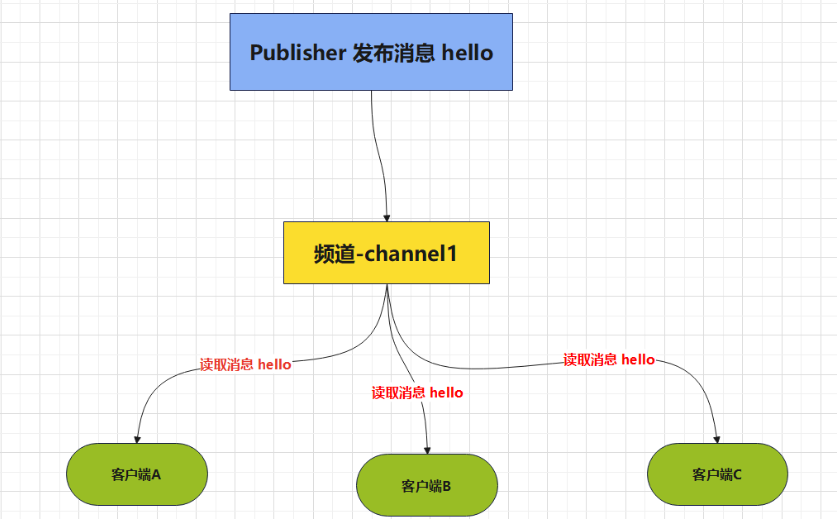 Publisher 发布消息 hello
频道-channel1
读取消息 hello
读取消息 hello
读取消息 hello
客户端A
客户端B
客户端C